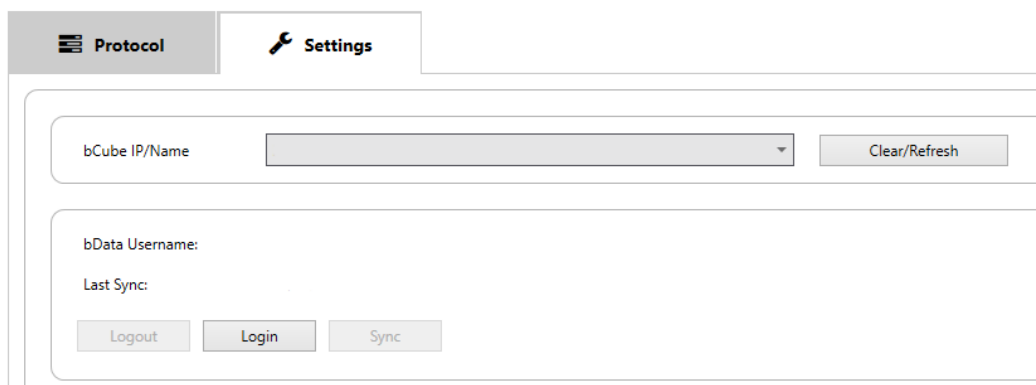 Protocol Settings
bCube IP/Name Clear/Refresh
bData Username:
Last Sync:
Logout Login Sync